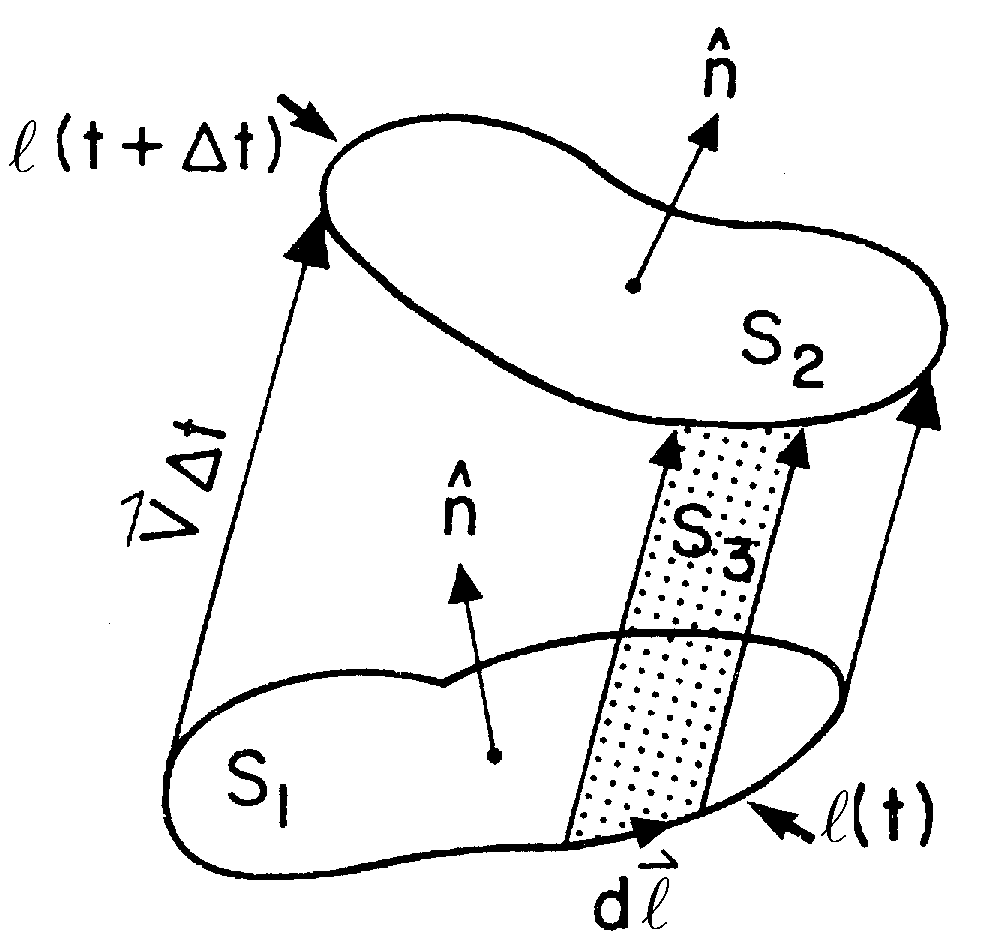 n̂
ℓ(t + Δt)
S₂
V⃗ Δt
n̂
S₃
S₁
ℓ(t)
dℓ⃗